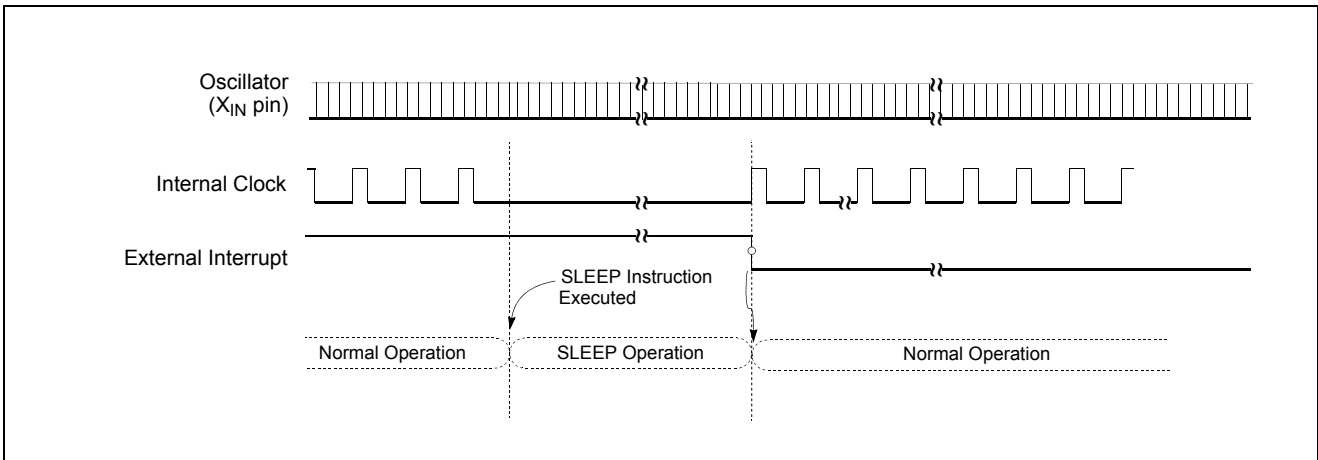 Oscillator
(XIN pin)
Internal Clock
External Interrupt
SLEEP Instruction
Executed
Normal Operation
SLEEP Operation
Normal Operation